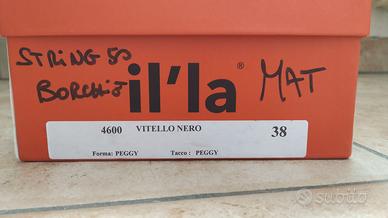 STRING 50
BORCHIE
il'la®
MAT
4600 VITELLO NERO 38
Forma: PEGGY Tacco : PEGGY
subito